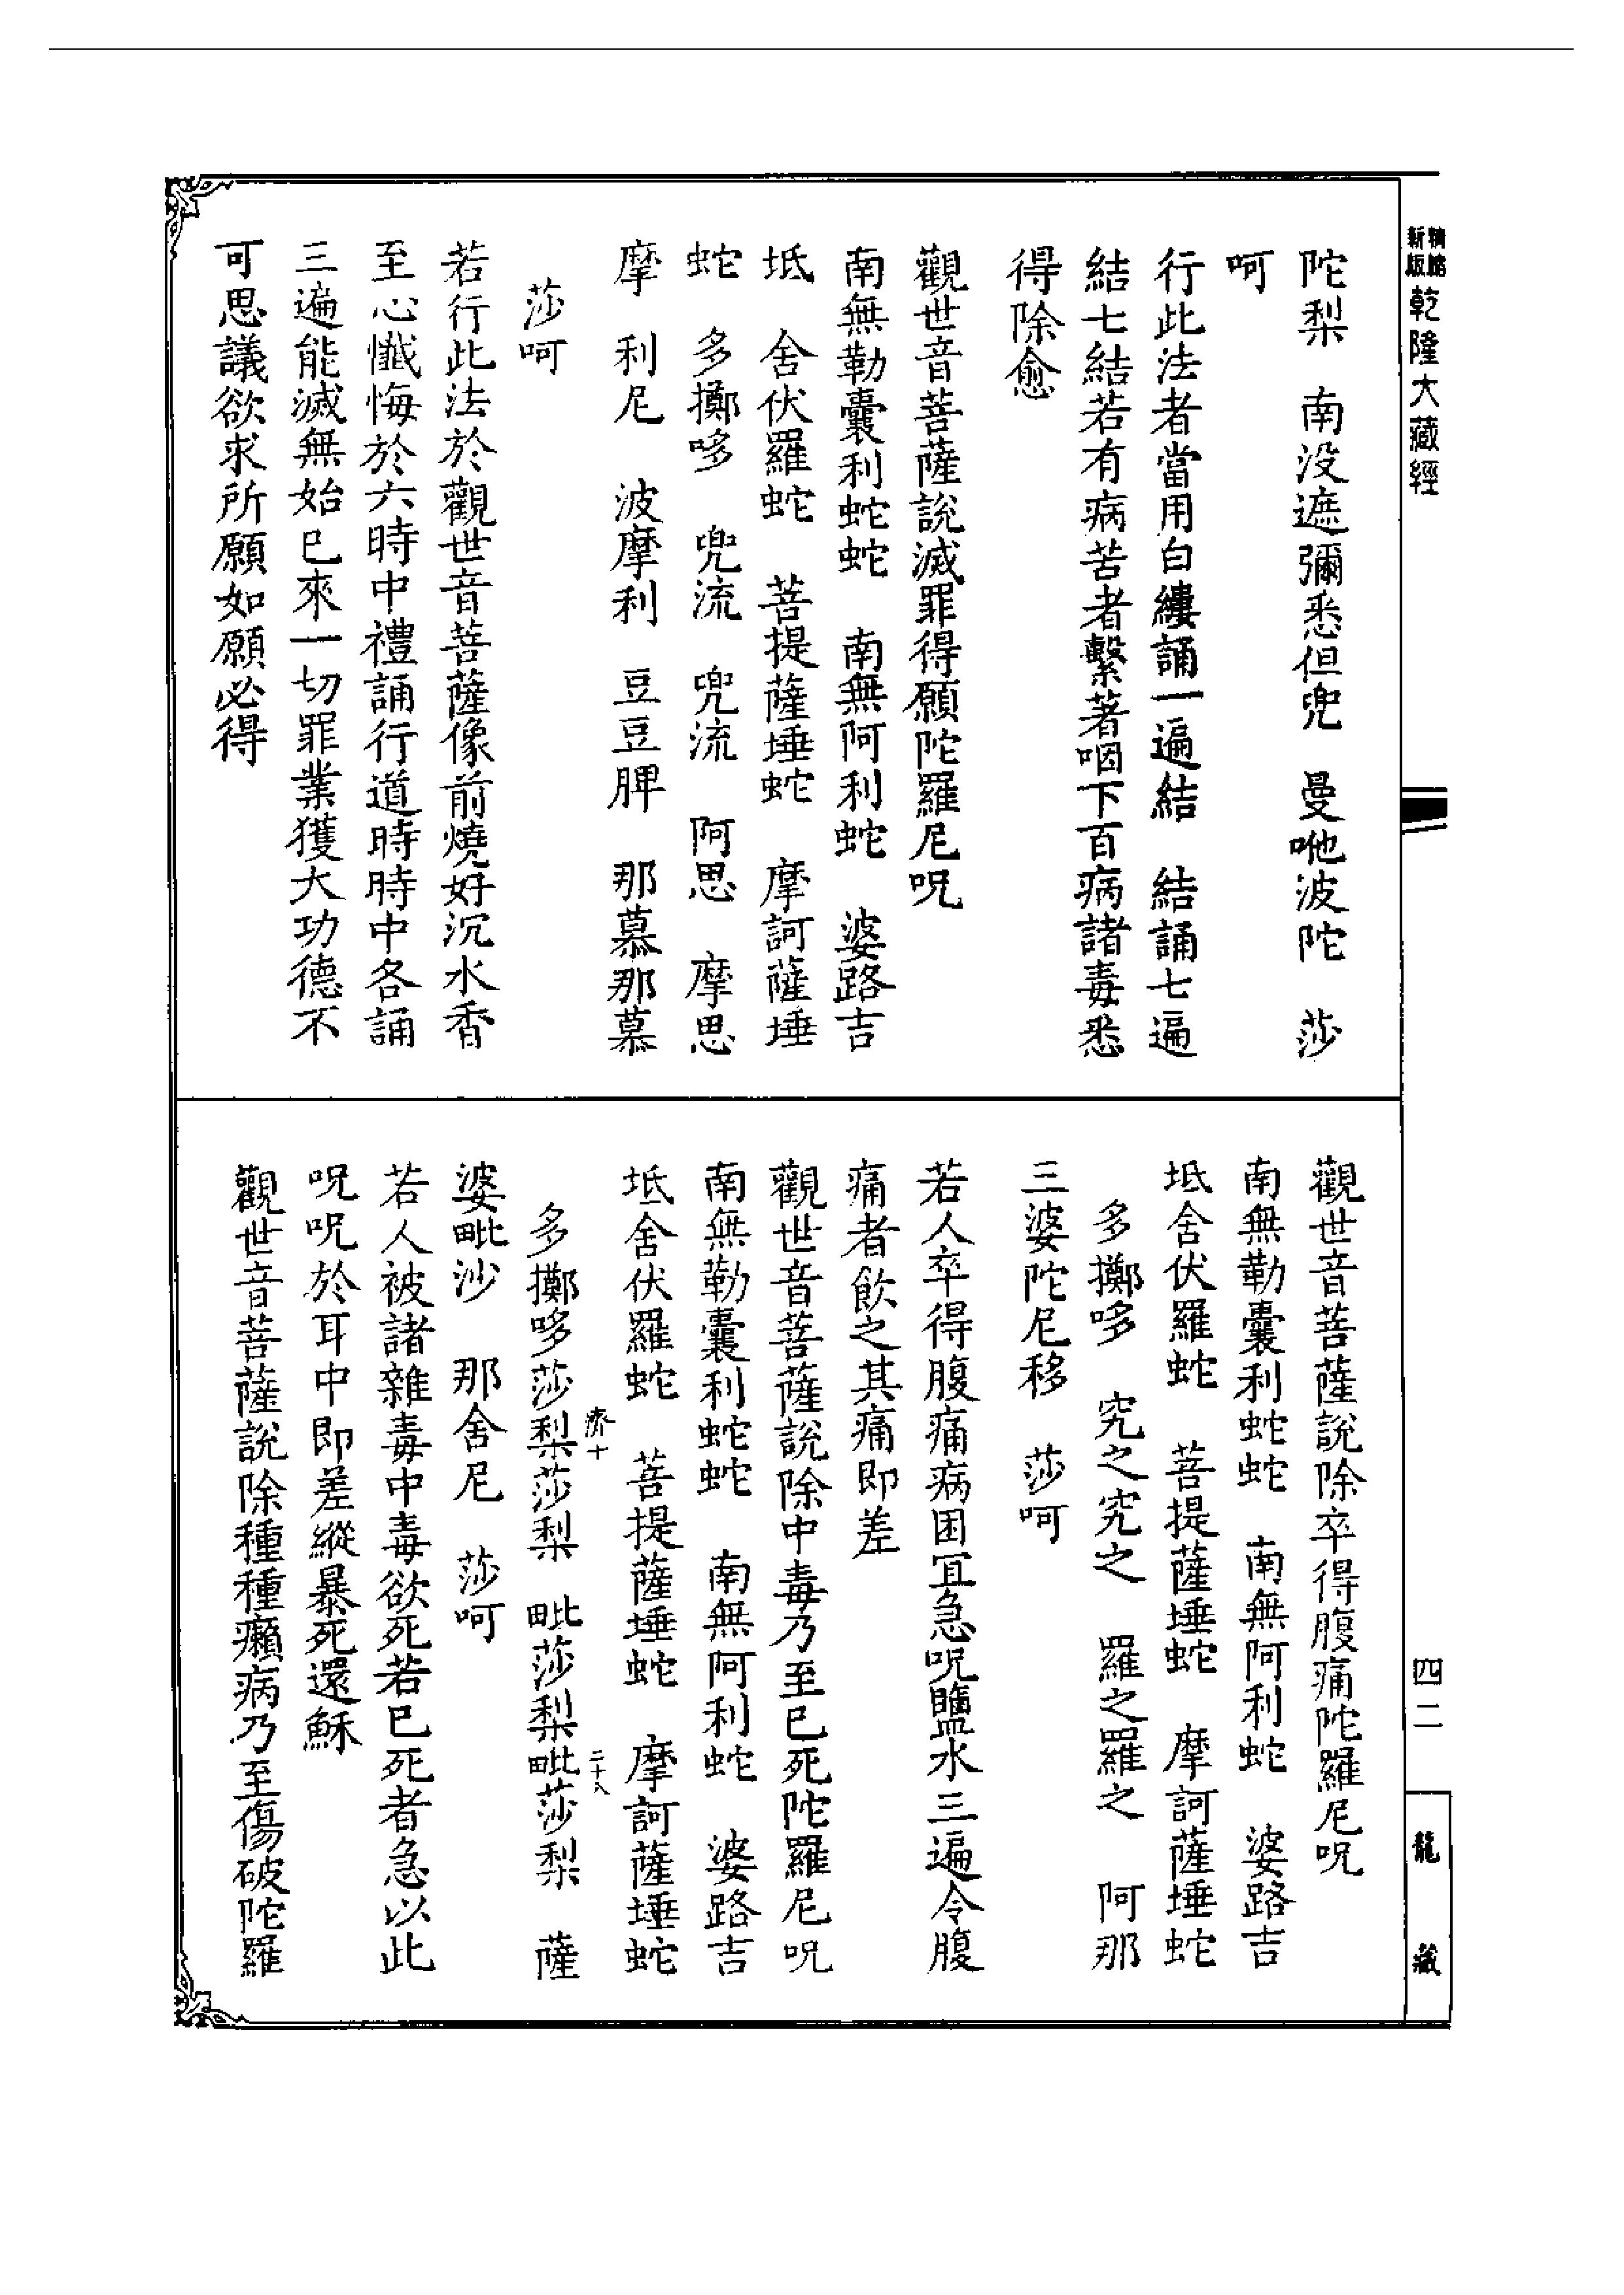 新版精縮乾隆大藏經
陀梨　南没遮彌悉但兜　曼哋波陀　莎
呵
行此法者當用白縷誦一遍結　結誦七遍
結七結若有病苦者繫著咽下百病諸毒悉
得除愈
觀世音菩薩說滅罪得願陀羅尼呪
南無勒囊利蛇蛇　南無阿利蛇　婆路吉
坻　舍伏羅蛇　菩提薩埵蛇　摩訶薩埵
蛇　多擲哆　兜流　兜流　阿思　摩思
摩　利尼　波摩利　豆豆脾　那慕那慕
莎呵
若行此法於觀世音菩薩像前燒好沉水香
至心懺悔於六時中禮誦行道時時中各誦
三遍能滅無始已來一切罪業獲大功德不
可思議欲求所願如願必得
觀世音菩薩說除卒得腹痛陀羅尼呪
南無勒囊利蛇蛇　南無阿利蛇　婆路吉
坻舍伏羅蛇　菩提薩埵蛇　摩訶薩埵蛇
多擲哆　究之究之　羅之羅之　阿那
三婆陀尼移　莎呵
若人卒得腹痛病困宜急呪鹽水三遍令腹
痛者飲之其痛即差
觀世音菩薩說除中毒乃至已死陀羅尼呪
南無勒囊利蛇蛇　南無阿利蛇　婆路吉
坻舍伏羅蛇　菩提薩埵蛇　摩訶薩埵蛇
多擲哆莎梨莎梨　毗莎梨毗莎梨　薩
婆毗沙　那舍尼　莎呵
若人被諸雜毒中毒欲死若已死者急以此
呪呪於耳中即差縱暴死還穌
觀世音菩薩說除種種癩病乃至傷破陀羅
四二
龍藏